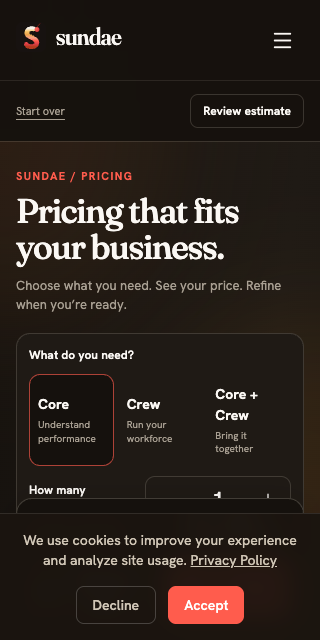 sundae
Start over
Review estimate
SUNDAE / PRICING
Pricing that fits
your business.
Choose what you need. See your price. Refine
when you’re ready.
What do you need?
Core
Understand
performance
Crew
Run your
workforce
Core +
Crew
Bring it
together
How many
We use cookies to improve your experience
and analyze site usage. Privacy Policy
Decline
Accept